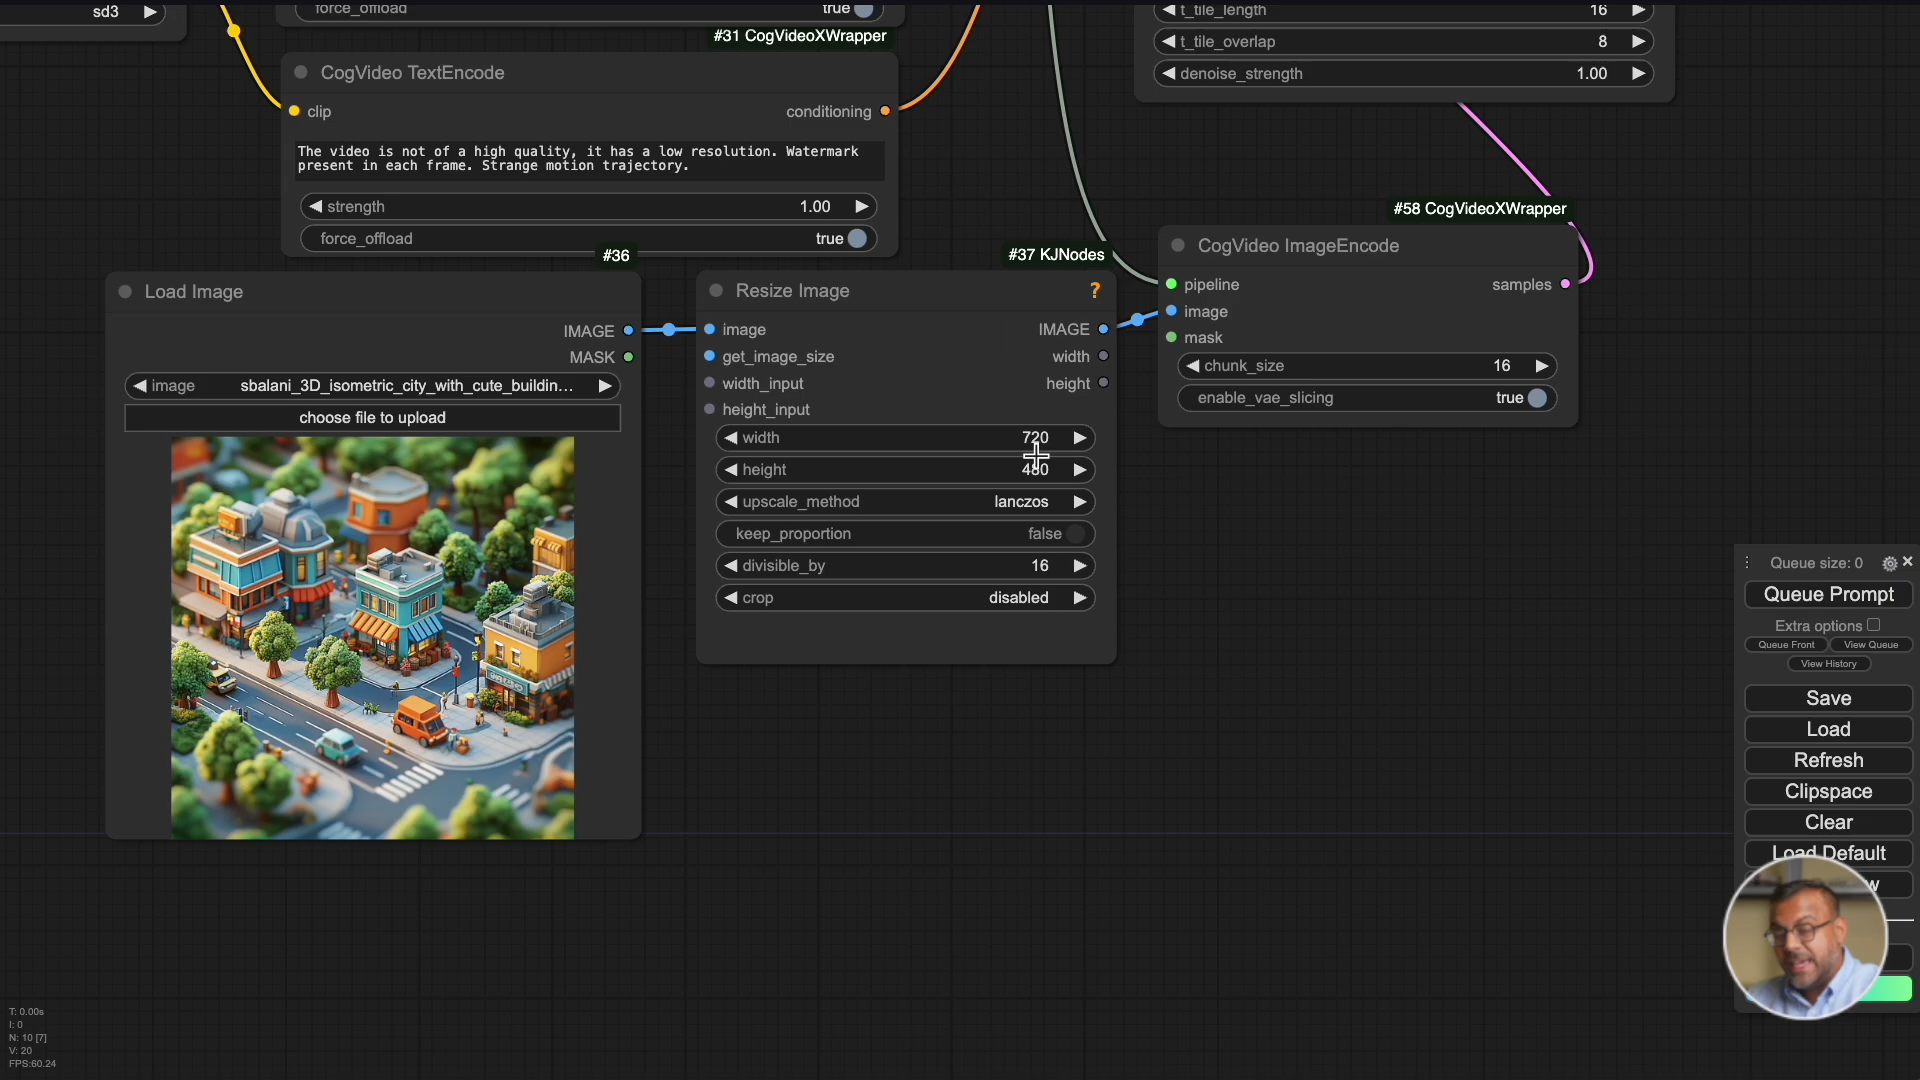 sd3
force_offload true
#31 CogVideoXWrapper
CogVideo TextEncode
clip
conditioning
The video is not of a high quality, it has a low resolution. Watermark
present in each frame. Strange motion trajectory.
strength 1.00
force_offload true
t_tile_length 16
t_tile_overlap 8
denoise_strength 1.00
#36
Load Image
IMAGE
MASK
image sbalani_3D_isometric_city_with_cute_buildin...
choose file to upload
#37 KJNodes
Resize Image ?
image
IMAGE
get_image_size
width
width_input
height
height_input
width 720
height 480
upscale_method lanczos
keep_proportion false
divisible_by 16
crop disabled
#58 CogVideoXWrapper
CogVideo ImageEncode
pipeline
samples
image
mask
chunk_size 16
enable_vae_slicing true
Queue size: 0
Queue Prompt
Extra options
Queue Front
View Queue
View History
Save
Load
Refresh
Clipspace
Clear
Load Default
T: 0.00s
I: 0
N: 10 [7]
V: 20
FPS:60.24